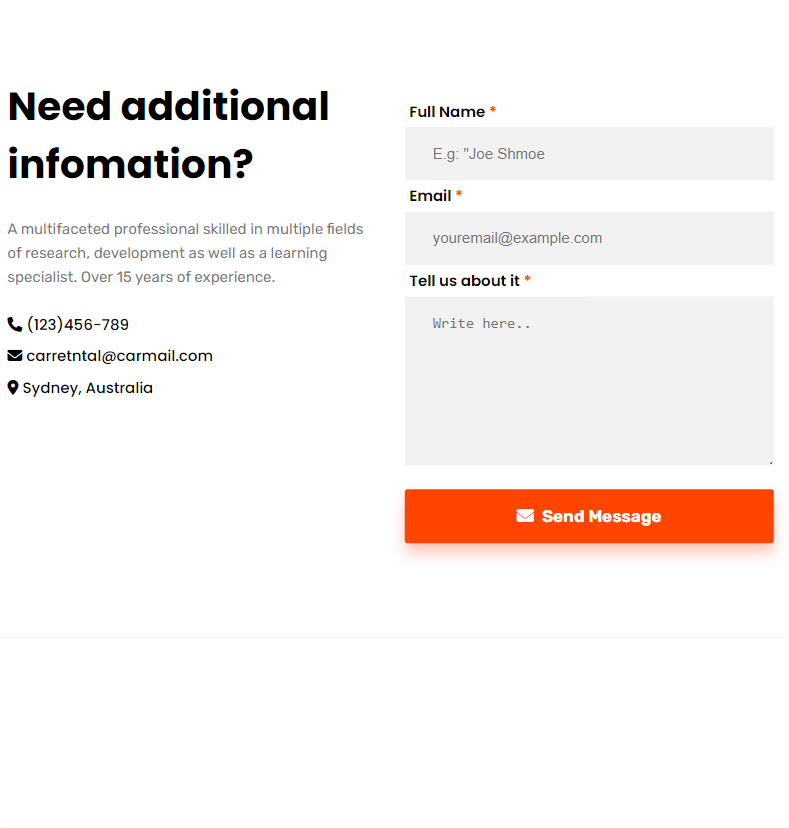 Need additional
infomation?
A multifaceted professional skilled in multiple fields
of research, development as well as a learning
specialist. Over 15 years of experience.
(123)456-789
carretntal@carmail.com
Sydney, Australia
Full Name *
E.g: "Joe Shmoe
Email *
youremail@example.com
Tell us about it *
Write here..
Send Message